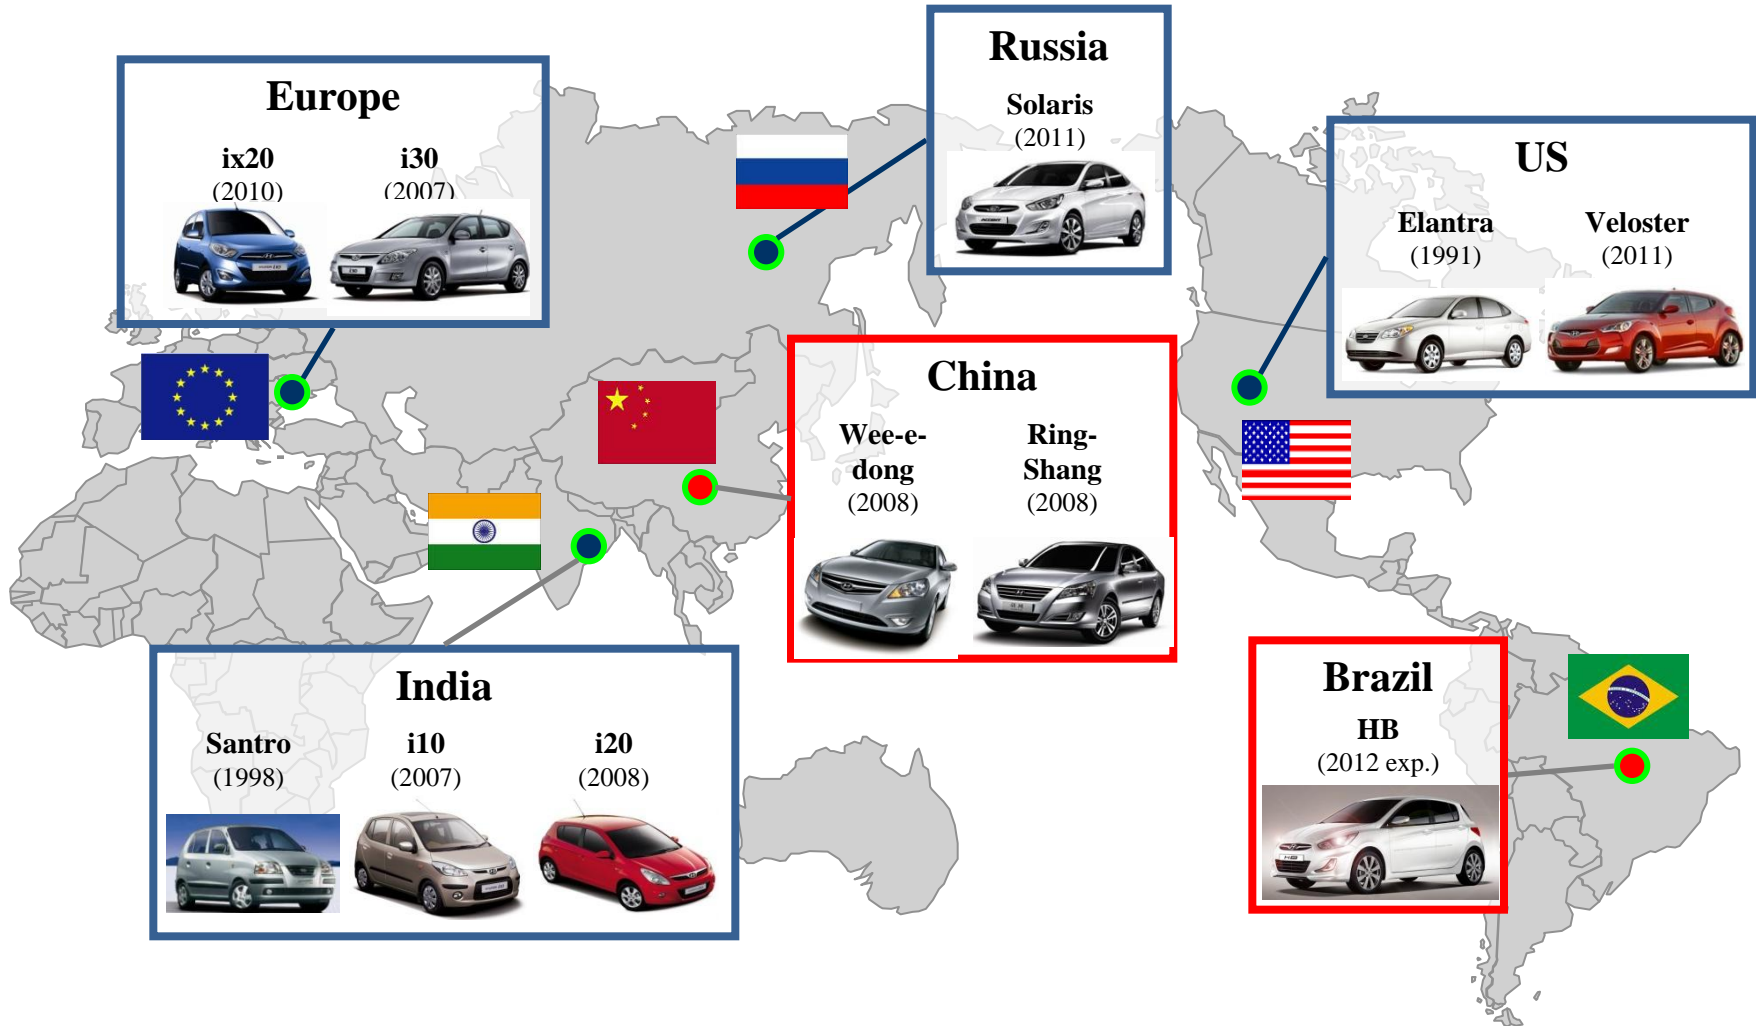 Russia
Solaris
(2011)
Europe
ix20
(2010)
i30
(2007)
US
Elantra
(1991)
Veloster
(2011)
China
Wee-e-
dong
(2008)
Ring-
Shang
(2008)
India
Santro
(1998)
i10
(2007)
i20
(2008)
Brazil
HB
(2012 exp.)